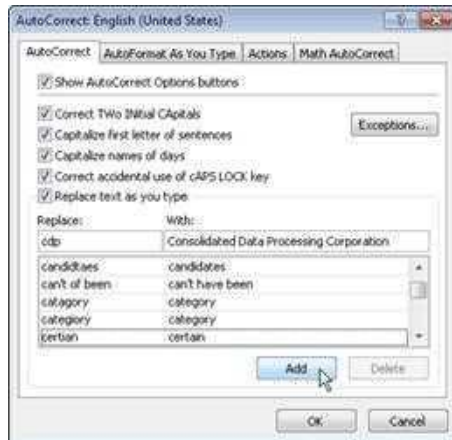 AutoCorrect: English (United States)
AutoCorrect AutoFormat As You Type Actions Math AutoCorrect
Show AutoCorrect Options buttons
Correct TWo INitial CApitals
Exceptions...
Capitalize first letter of sentences
Capitalize names of days
Correct accidental use of cAPS LOCK key
Replace text as you type
Replace: With:
cdp Consolidated Data Processing Corporation
candidtaes candidates
can't of been can't have been
catagory category
categiory category
certian certain
Add Delete
OK Cancel